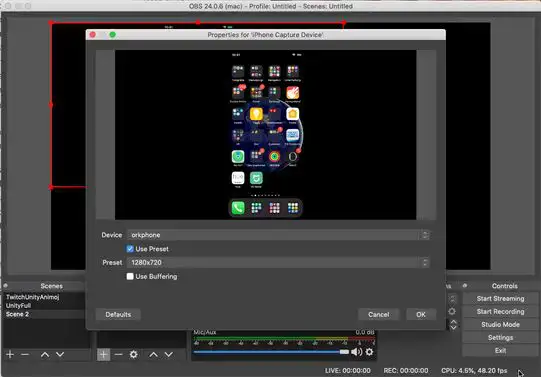 OBS 24.0.6 (mac) - Profile: Untitled - Scenes: Untitled
Properties for 'iPhone Capture Device'
Device
orkphone
Use Preset
Preset
1280x720
Use Buffering
Defaults
Cancel
OK
Scenes
Controls
TwitchUnityAnimoj
UnityFull
Scene 2
Start Streaming
Start Recording
Studio Mode
Settings
Exit
Mic/Aux
0.0 dB
LIVE: 00:00:00
REC: 00:00:00
CPU: 4.5%, 48.20 fps